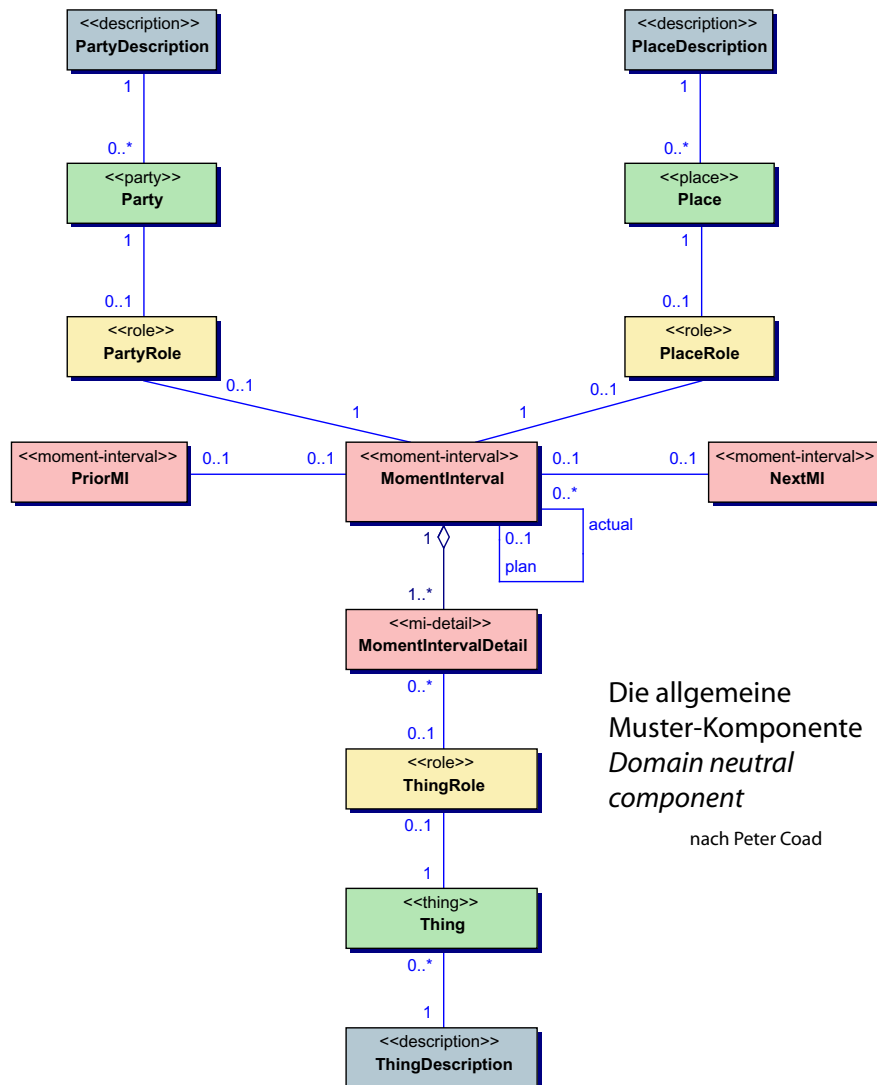 <<description>>
PartyDescription
<<description>>
PlaceDescription
1
1
0..*
0..*
<<party>>
Party
<<place>>
Place
1
1
0..1
0..1
<<role>>
PartyRole
<<role>>
PlaceRole
0..1
0..1
1
1
<<moment-interval>>
PriorMI
0..1
0..1
<<moment-interval>>
MomentInterval
0..1
0..1
<<moment-interval>>
NextMI
0..*
actual
0..1
plan
1
1..*
<<mi-detail>>
MomentIntervalDetail
0..*
0..1
<<role>>
ThingRole
0..1
1
<<thing>>
Thing
0..*
1
<<description>>
ThingDescription
Die allgemeine
Muster-Komponente
Domain neutral
component
nach Peter Coad